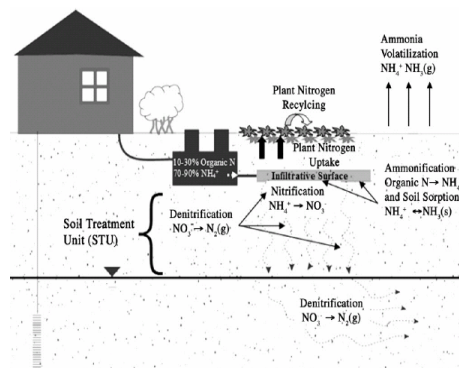 Ammonia
Volatilization
NH₄⁺ NH₃(g)
Plant Nitrogen
Recylcing
10-30% Organic N
70-90% NH₄⁺
Plant Nitrogen
Uptake
Infiltrative Surface
Nitrification
NH₄⁺ → NO₃
Ammonification
Organic N→ NH₄
and Soil Sorption
NH₄⁺ ↔NH₃(s)
Denitrification
NO₃⁻→ N₂(g)
Soil Treatment
Unit (STU)
Denitrification
NO₃⁻ → N₂(g)